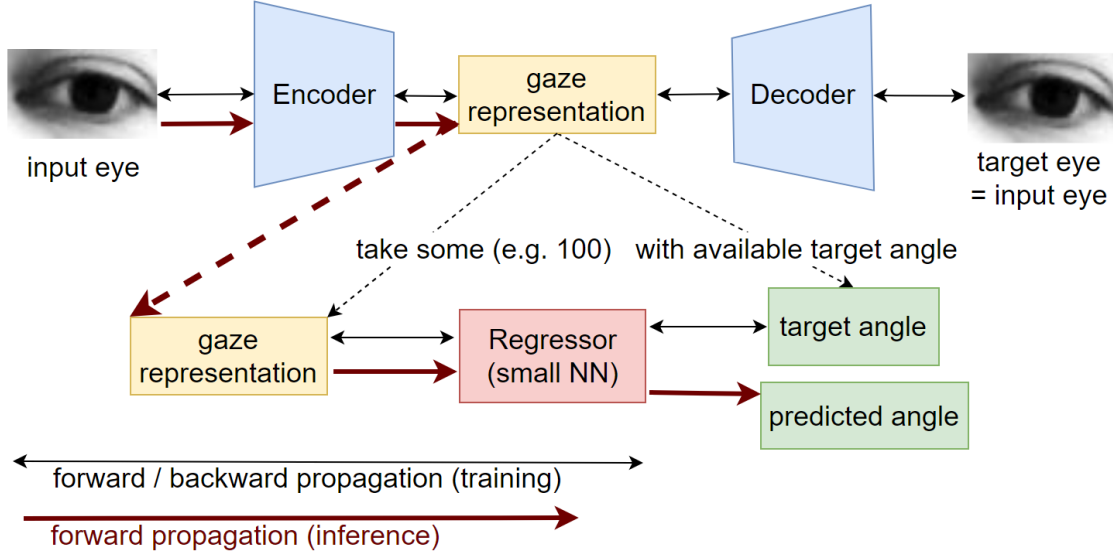 Encoder
gaze
representation
Decoder
input eye
target eye
= input eye
take some (e.g. 100)
with available target angle
gaze
representation
Regressor
(small NN)
target angle
predicted angle
forward / backward propagation (training)
forward propagation (inference)